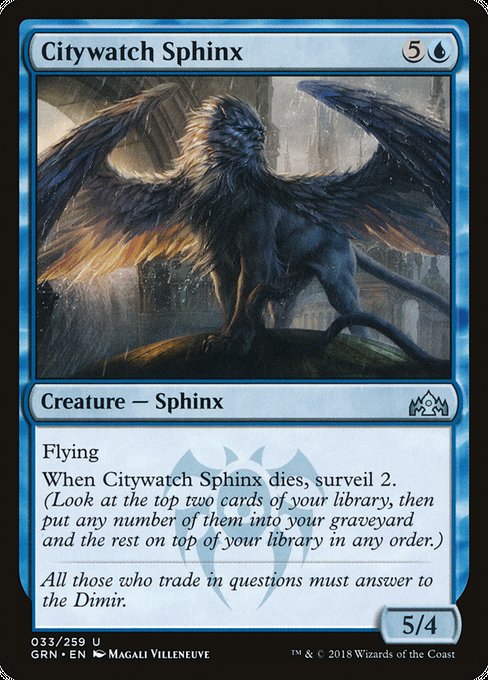 Citywatch Sphinx 5
Creature — Sphinx
Flying
When Citywatch Sphinx dies, surveil 2.
(Look at the top two cards of your library, then
put any number of them into your graveyard
and the rest on top of your library in any order.)
All those who trade in questions must answer to
the Dimir.
5/4
033/259 U
GRN • EN Magali Villeneuve
™ & © 2018 Wizards of the Coast